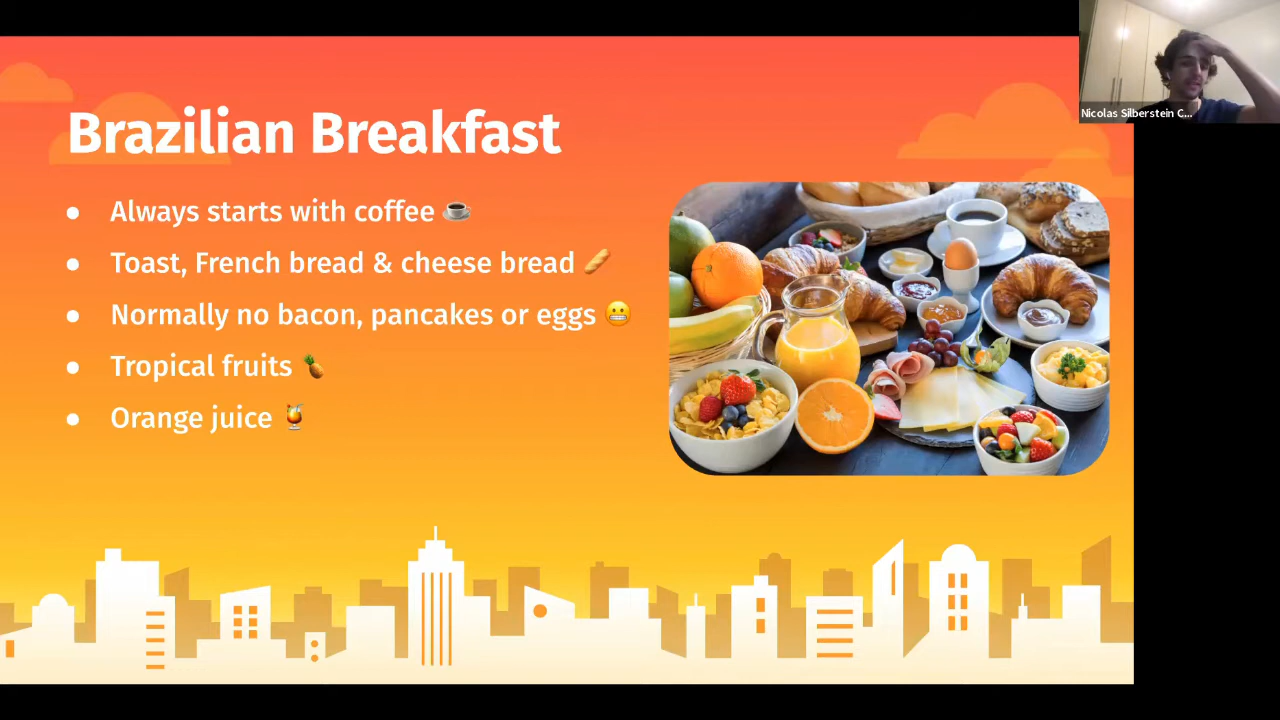 Brazilian Breakfast
● Always starts with coffee ☕
● Toast, French bread & cheese bread 🥖
● Normally no bacon, pancakes or eggs 😬
● Tropical fruits 🍍
● Orange juice 🍹
Nicolas Silberstein C...